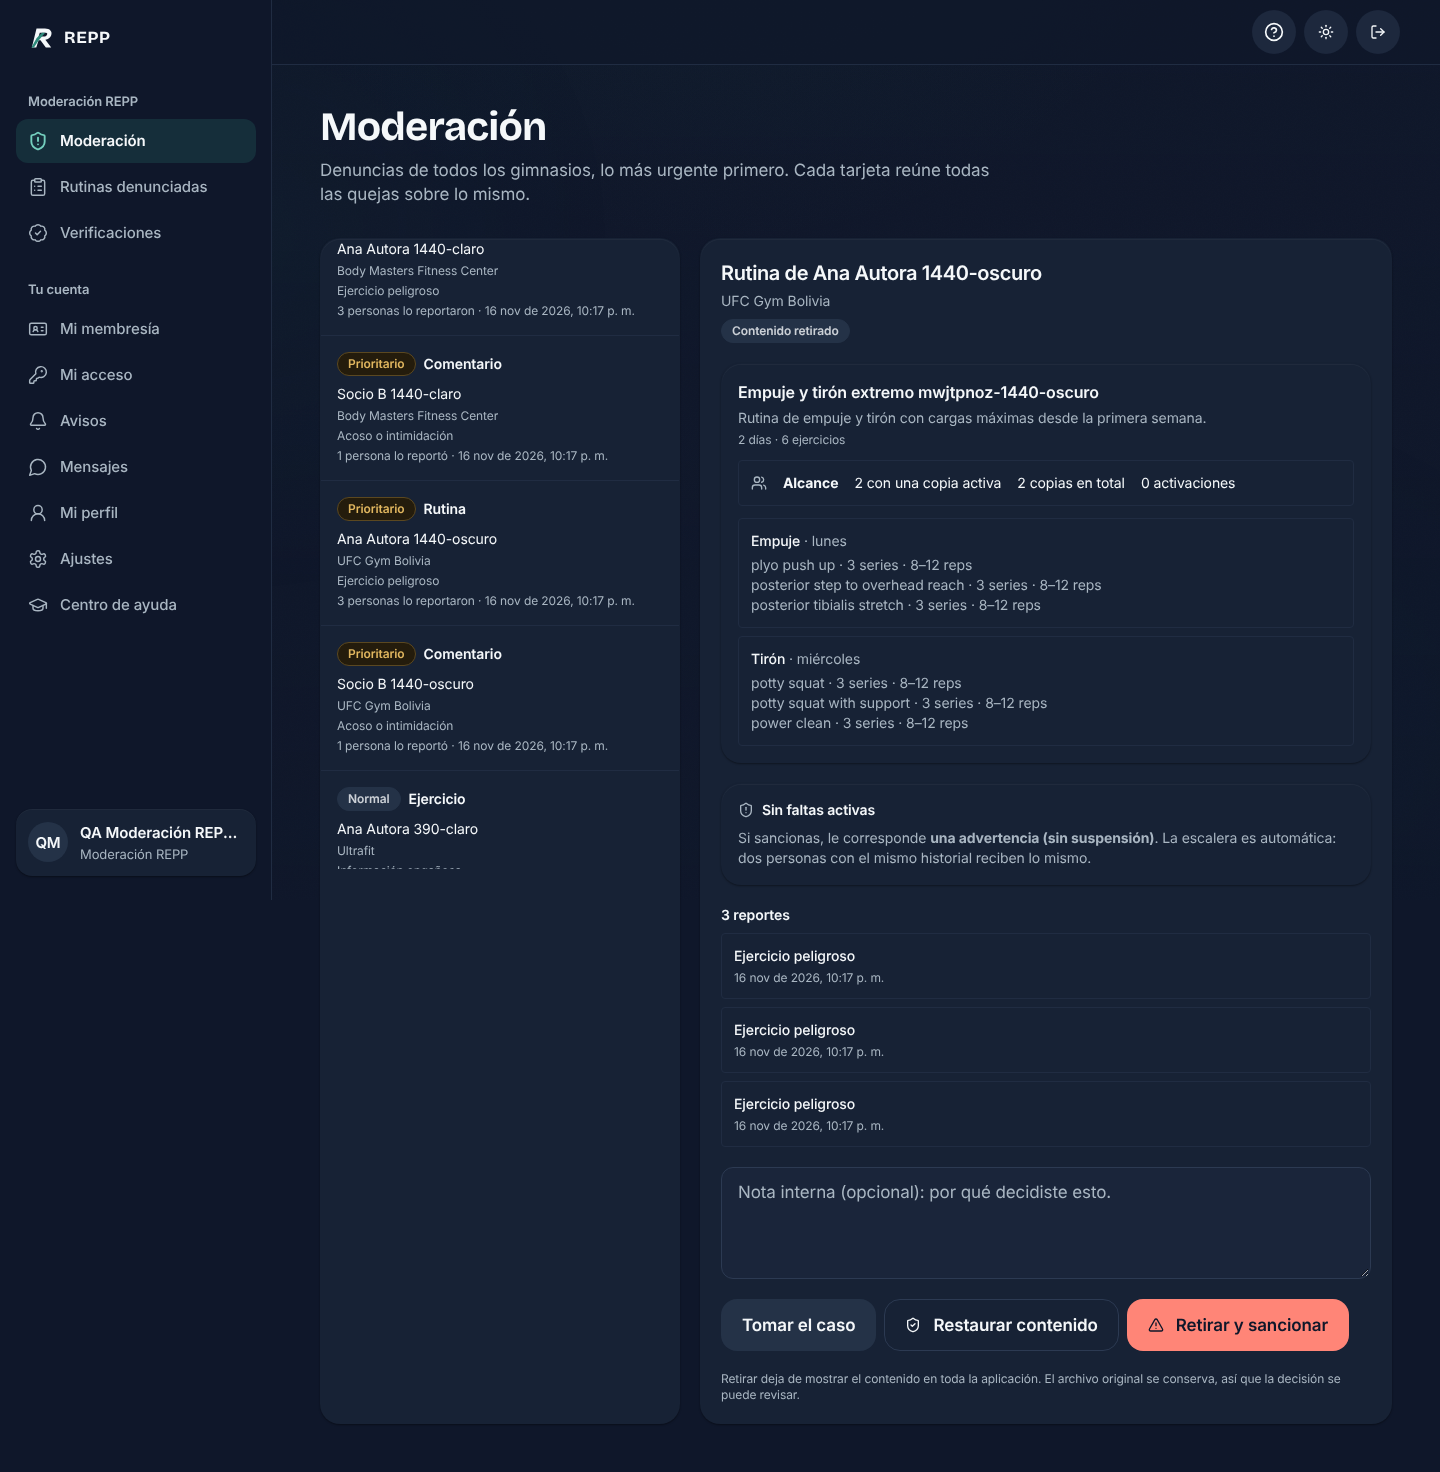 REPP
Moderación REPP
Moderación
Rutinas denunciadas
Verificaciones
Tu cuenta
Mi membresía
Mi acceso
Avisos
Mensajes
Mi perfil
Ajustes
Centro de ayuda
QM
QA Moderación REP...
Moderación REPP
Moderación
Denuncias de todos los gimnasios, lo más urgente primero. Cada tarjeta reúne todas
las quejas sobre lo mismo.
Ana Autora 1440-claro
Body Masters Fitness Center
Ejercicio peligroso
3 personas lo reportaron · 16 nov de 2026, 10:17 p. m.
Prioritario Comentario
Socio B 1440-claro
Body Masters Fitness Center
Acoso o intimidación
1 persona lo reportó · 16 nov de 2026, 10:17 p. m.
Prioritario Rutina
Ana Autora 1440-oscuro
UFC Gym Bolivia
Ejercicio peligroso
3 personas lo reportaron · 16 nov de 2026, 10:17 p. m.
Prioritario Comentario
Socio B 1440-oscuro
UFC Gym Bolivia
Acoso o intimidación
1 persona lo reportó · 16 nov de 2026, 10:17 p. m.
Normal Ejercicio
Ana Autora 390-claro
Ultrafit
Rutina de Ana Autora 1440-oscuro
UFC Gym Bolivia
Contenido retirado
Empuje y tirón extremo mwjtpnoz-1440-oscuro
Rutina de empuje y tirón con cargas máximas desde la primera semana.
2 días · 6 ejercicios
Alcance 2 con una copia activa 2 copias en total 0 activaciones
Empuje · lunes
plyo push up · 3 series · 8–12 reps
posterior step to overhead reach · 3 series · 8–12 reps
posterior tibialis stretch · 3 series · 8–12 reps
Tirón · miércoles
potty squat · 3 series · 8–12 reps
potty squat with support · 3 series · 8–12 reps
power clean · 3 series · 8–12 reps
Sin faltas activas
Si sancionas, le corresponde una advertencia (sin suspensión). La escalera es automática:
dos personas con el mismo historial reciben lo mismo.
3 reportes
Ejercicio peligroso
16 nov de 2026, 10:17 p. m.
Ejercicio peligroso
16 nov de 2026, 10:17 p. m.
Ejercicio peligroso
16 nov de 2026, 10:17 p. m.
Nota interna (opcional): por qué decidiste esto.
Tomar el caso
Restaurar contenido
Retirar y sancionar
Retirar deja de mostrar el contenido en toda la aplicación. El archivo original se conserva, así que la decisión se
puede revisar.